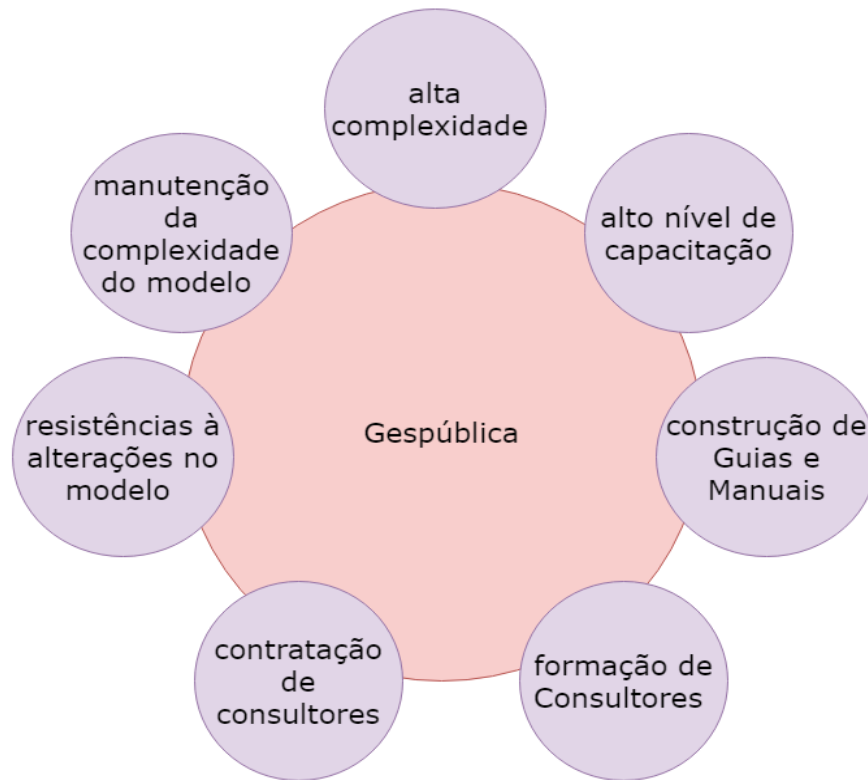 alta
complexidade
alto nível de
capacitação
construção de
Guias e
Manuais
formação de
Consultores
contratação
de
consultores
resistências à
alterações no
modelo
manutenção
da
complexidade
do modelo
Gespública